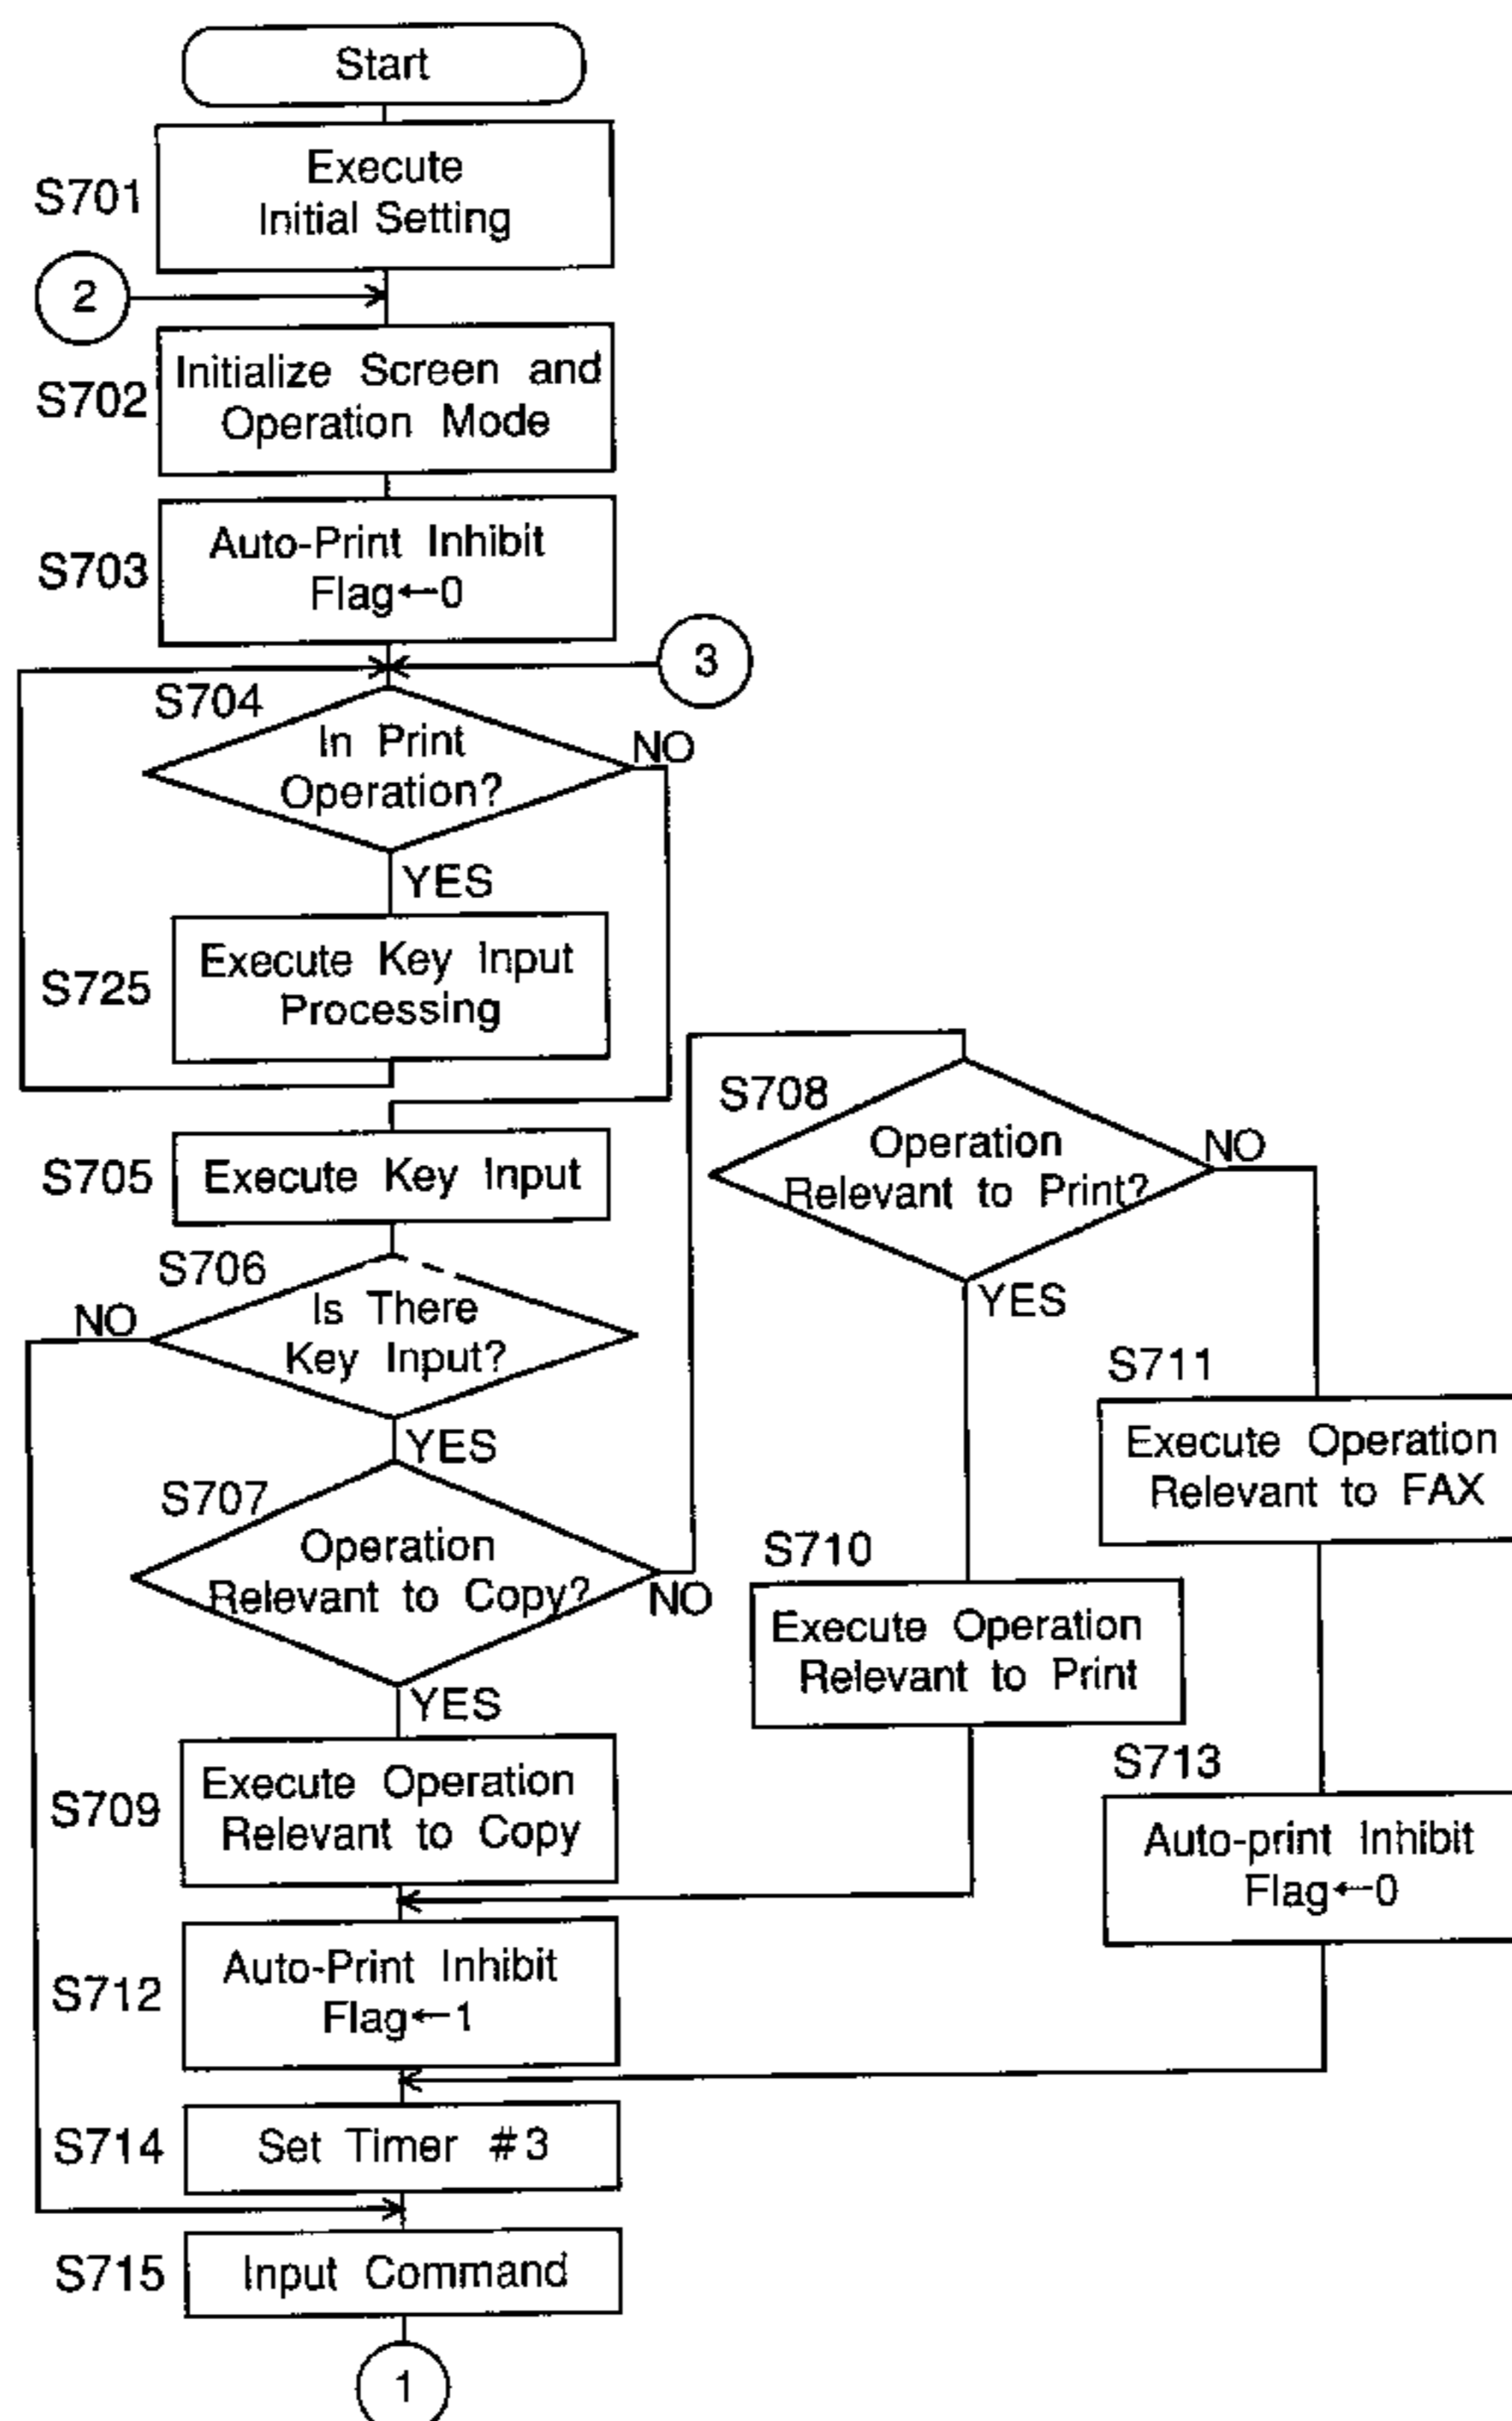 Start
S701
Execute
Initial Setting
2
S702
Initialize Screen and
Operation Mode
S703
Auto-Print Inhibit
Flag←0
3
S704
In Print
Operation?
NO
YES
S725
Execute Key Input
Processing
S705
Execute Key Input
S706
Is There
Key Input?
NO
YES
S707
Operation
Relevant to Copy?
NO
YES
S708
Operation
Relevant to Print?
NO
YES
S711
Execute Operation
Relevant to FAX
S710
Execute Operation
Relevant to Print
S709
Execute Operation
Relevant to Copy
S713
Auto-print Inhibit
Flag←0
S712
Auto-Print Inhibit
Flag←1
S714
Set Timer #3
S715
Input Command
1